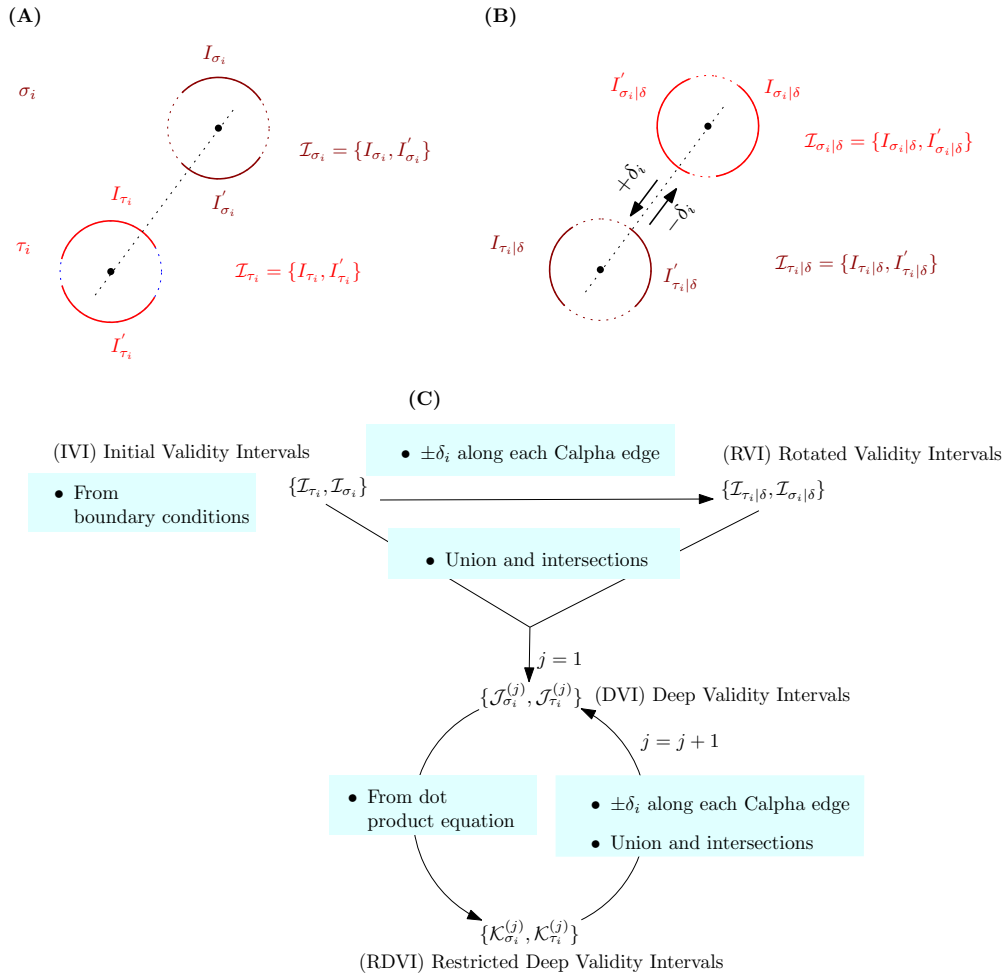 (A)
(B)
I_{σ_i}
σ_i
𝓘_{σ_i} = {I_{σ_i}, I'_{σ_i}}
I_{τ_i}
I'_{σ_i}
τ_i
𝓘_{τ_i} = {I_{τ_i}, I'_{τ_i}}
I'_{τ_i}
I'_{σ_i|δ}
I_{σ_i|δ}
𝓘_{σ_i|δ} = {I_{σ_i|δ}, I'_{σ_i|δ}}
+δ_i
−δ_i
I_{τ_i|δ}
I'_{τ_i|δ}
𝓘_{τ_i|δ} = {I_{τ_i|δ}, I'_{τ_i|δ}}
(C)
(IVI) Initial Validity Intervals
• ±δ_i along each Calpha edge
(RVI) Rotated Validity Intervals
{𝓘_{τ_i}, 𝓘_{σ_i}}
{𝓘_{τ_i|δ}, 𝓘_{σ_i|δ}}
• From
boundary conditions
• Union and intersections
j = 1
{𝓙_{σ_i}^{(j)}, 𝓙_{τ_i}^{(j)}} (DVI) Deep Validity Intervals
j = j + 1
• From dot
product equation
• ±δ_i along each Calpha edge
• Union and intersections
{𝓚_{σ_i}^{(j)}, 𝓚_{τ_i}^{(j)}}
(RDVI) Restricted Deep Validity Intervals